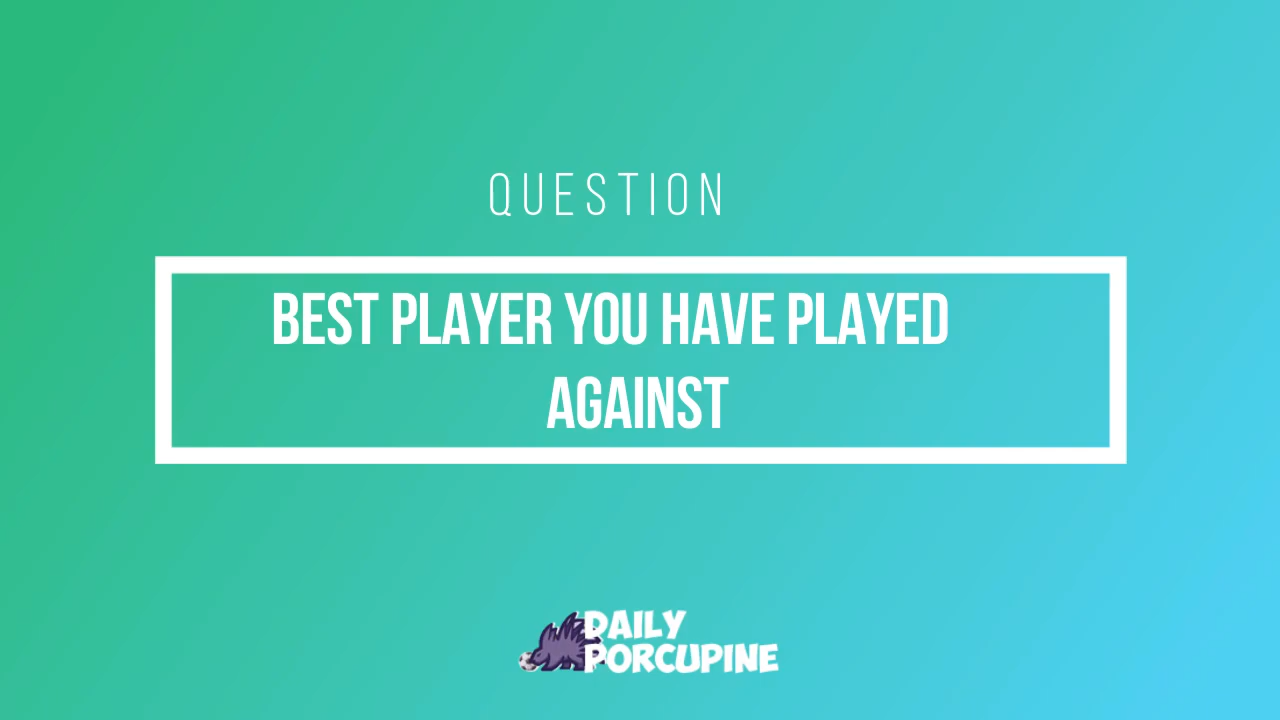 QUESTION
BEST PLAYER YOU HAVE PLAYED
AGAINST
DAILY
PORCUPINE